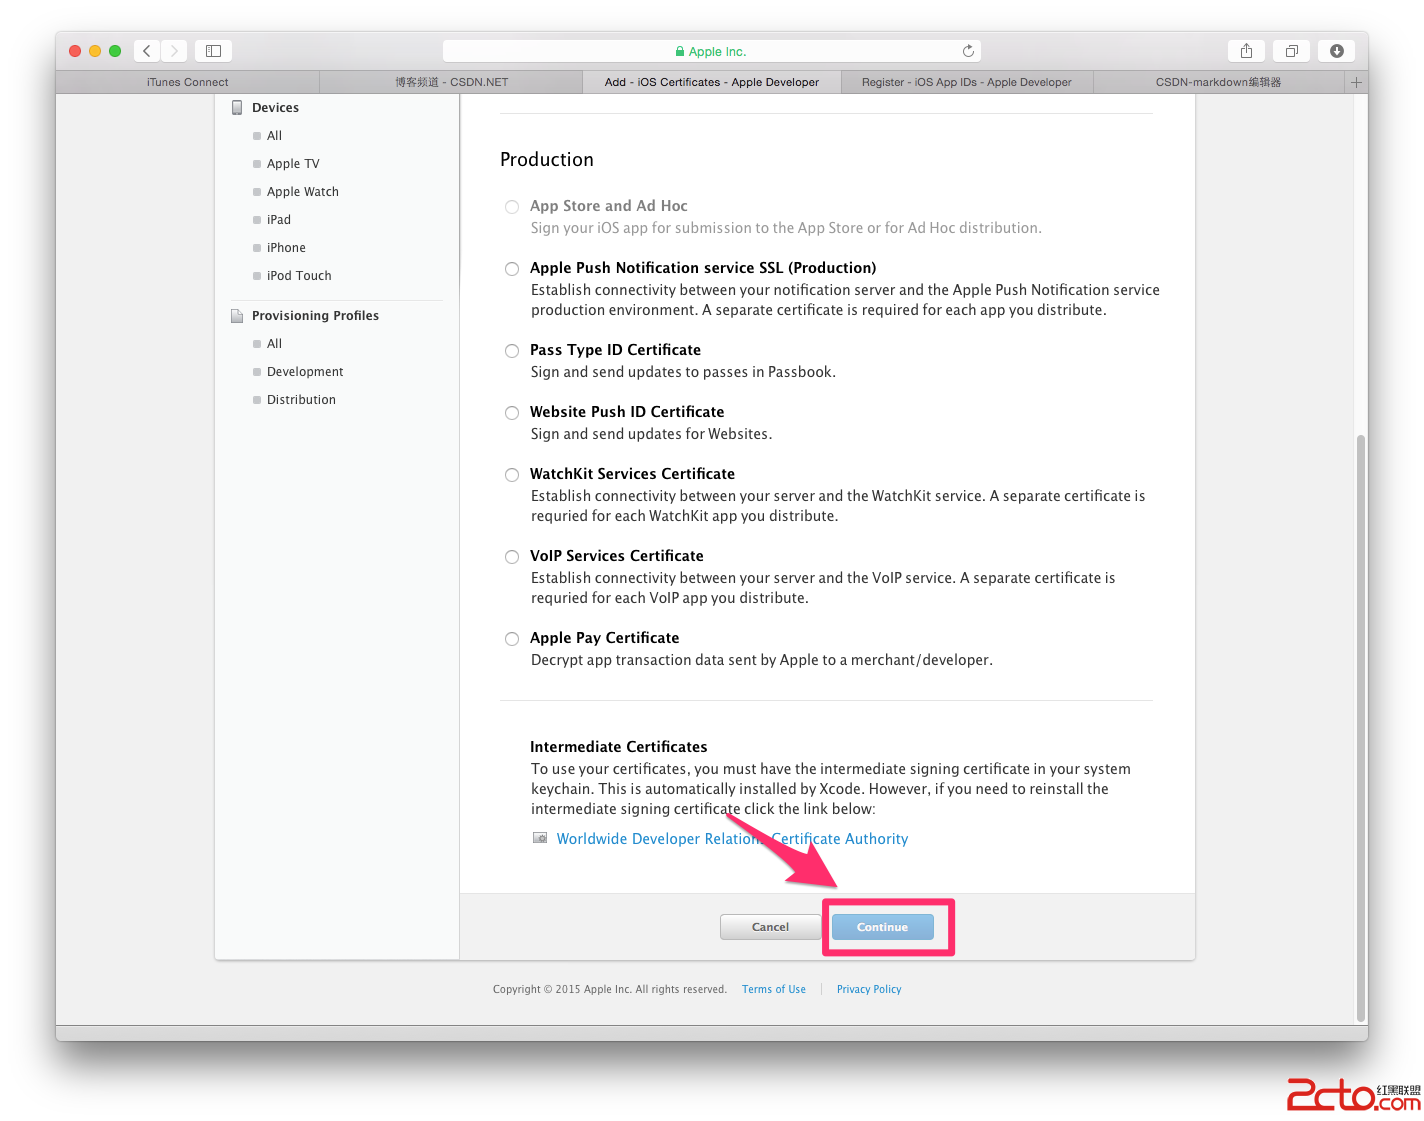 Apple Inc.
iTunes Connect
博客频道 - CSDN.NET
Add - iOS Certificates - Apple Developer
Register - iOS App IDs - Apple Developer
CSDN-markdown编辑器
Devices
All
Apple TV
Apple Watch
iPad
iPhone
iPod Touch
Provisioning Profiles
All
Development
Distribution
Production
App Store and Ad Hoc
Sign your iOS app for submission to the App Store or for Ad Hoc distribution.
Apple Push Notification service SSL (Production)
Establish connectivity between your notification server and the Apple Push Notification service
production environment. A separate certificate is required for each app you distribute.
Pass Type ID Certificate
Sign and send updates to passes in Passbook.
Website Push ID Certificate
Sign and send updates for Websites.
WatchKit Services Certificate
Establish connectivity between your server and the WatchKit service. A separate certificate is
requried for each WatchKit app you distribute.
VoIP Services Certificate
Establish connectivity between your server and the VoIP service. A separate certificate is
requried for each VoIP app you distribute.
Apple Pay Certificate
Decrypt app transaction data sent by Apple to a merchant/developer.
Intermediate Certificates
To use your certificates, you must have the intermediate signing certificate in your system
keychain. This is automatically installed by Xcode. However, if you need to reinstall the
intermediate signing certificate click the link below:
Worldwide Developer Relations Certificate Authority
Cancel
Continue
Copyright © 2015 Apple Inc. All rights reserved.
Terms of Use
Privacy Policy
2cto.com
红黑联盟